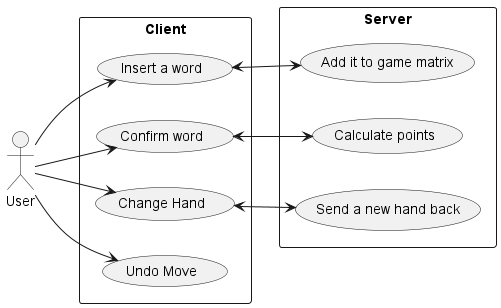 Client
Server
Insert a word
Add it to game matrix
Confirm word
Calculate points
User
Change Hand
Send a new hand back
Undo Move